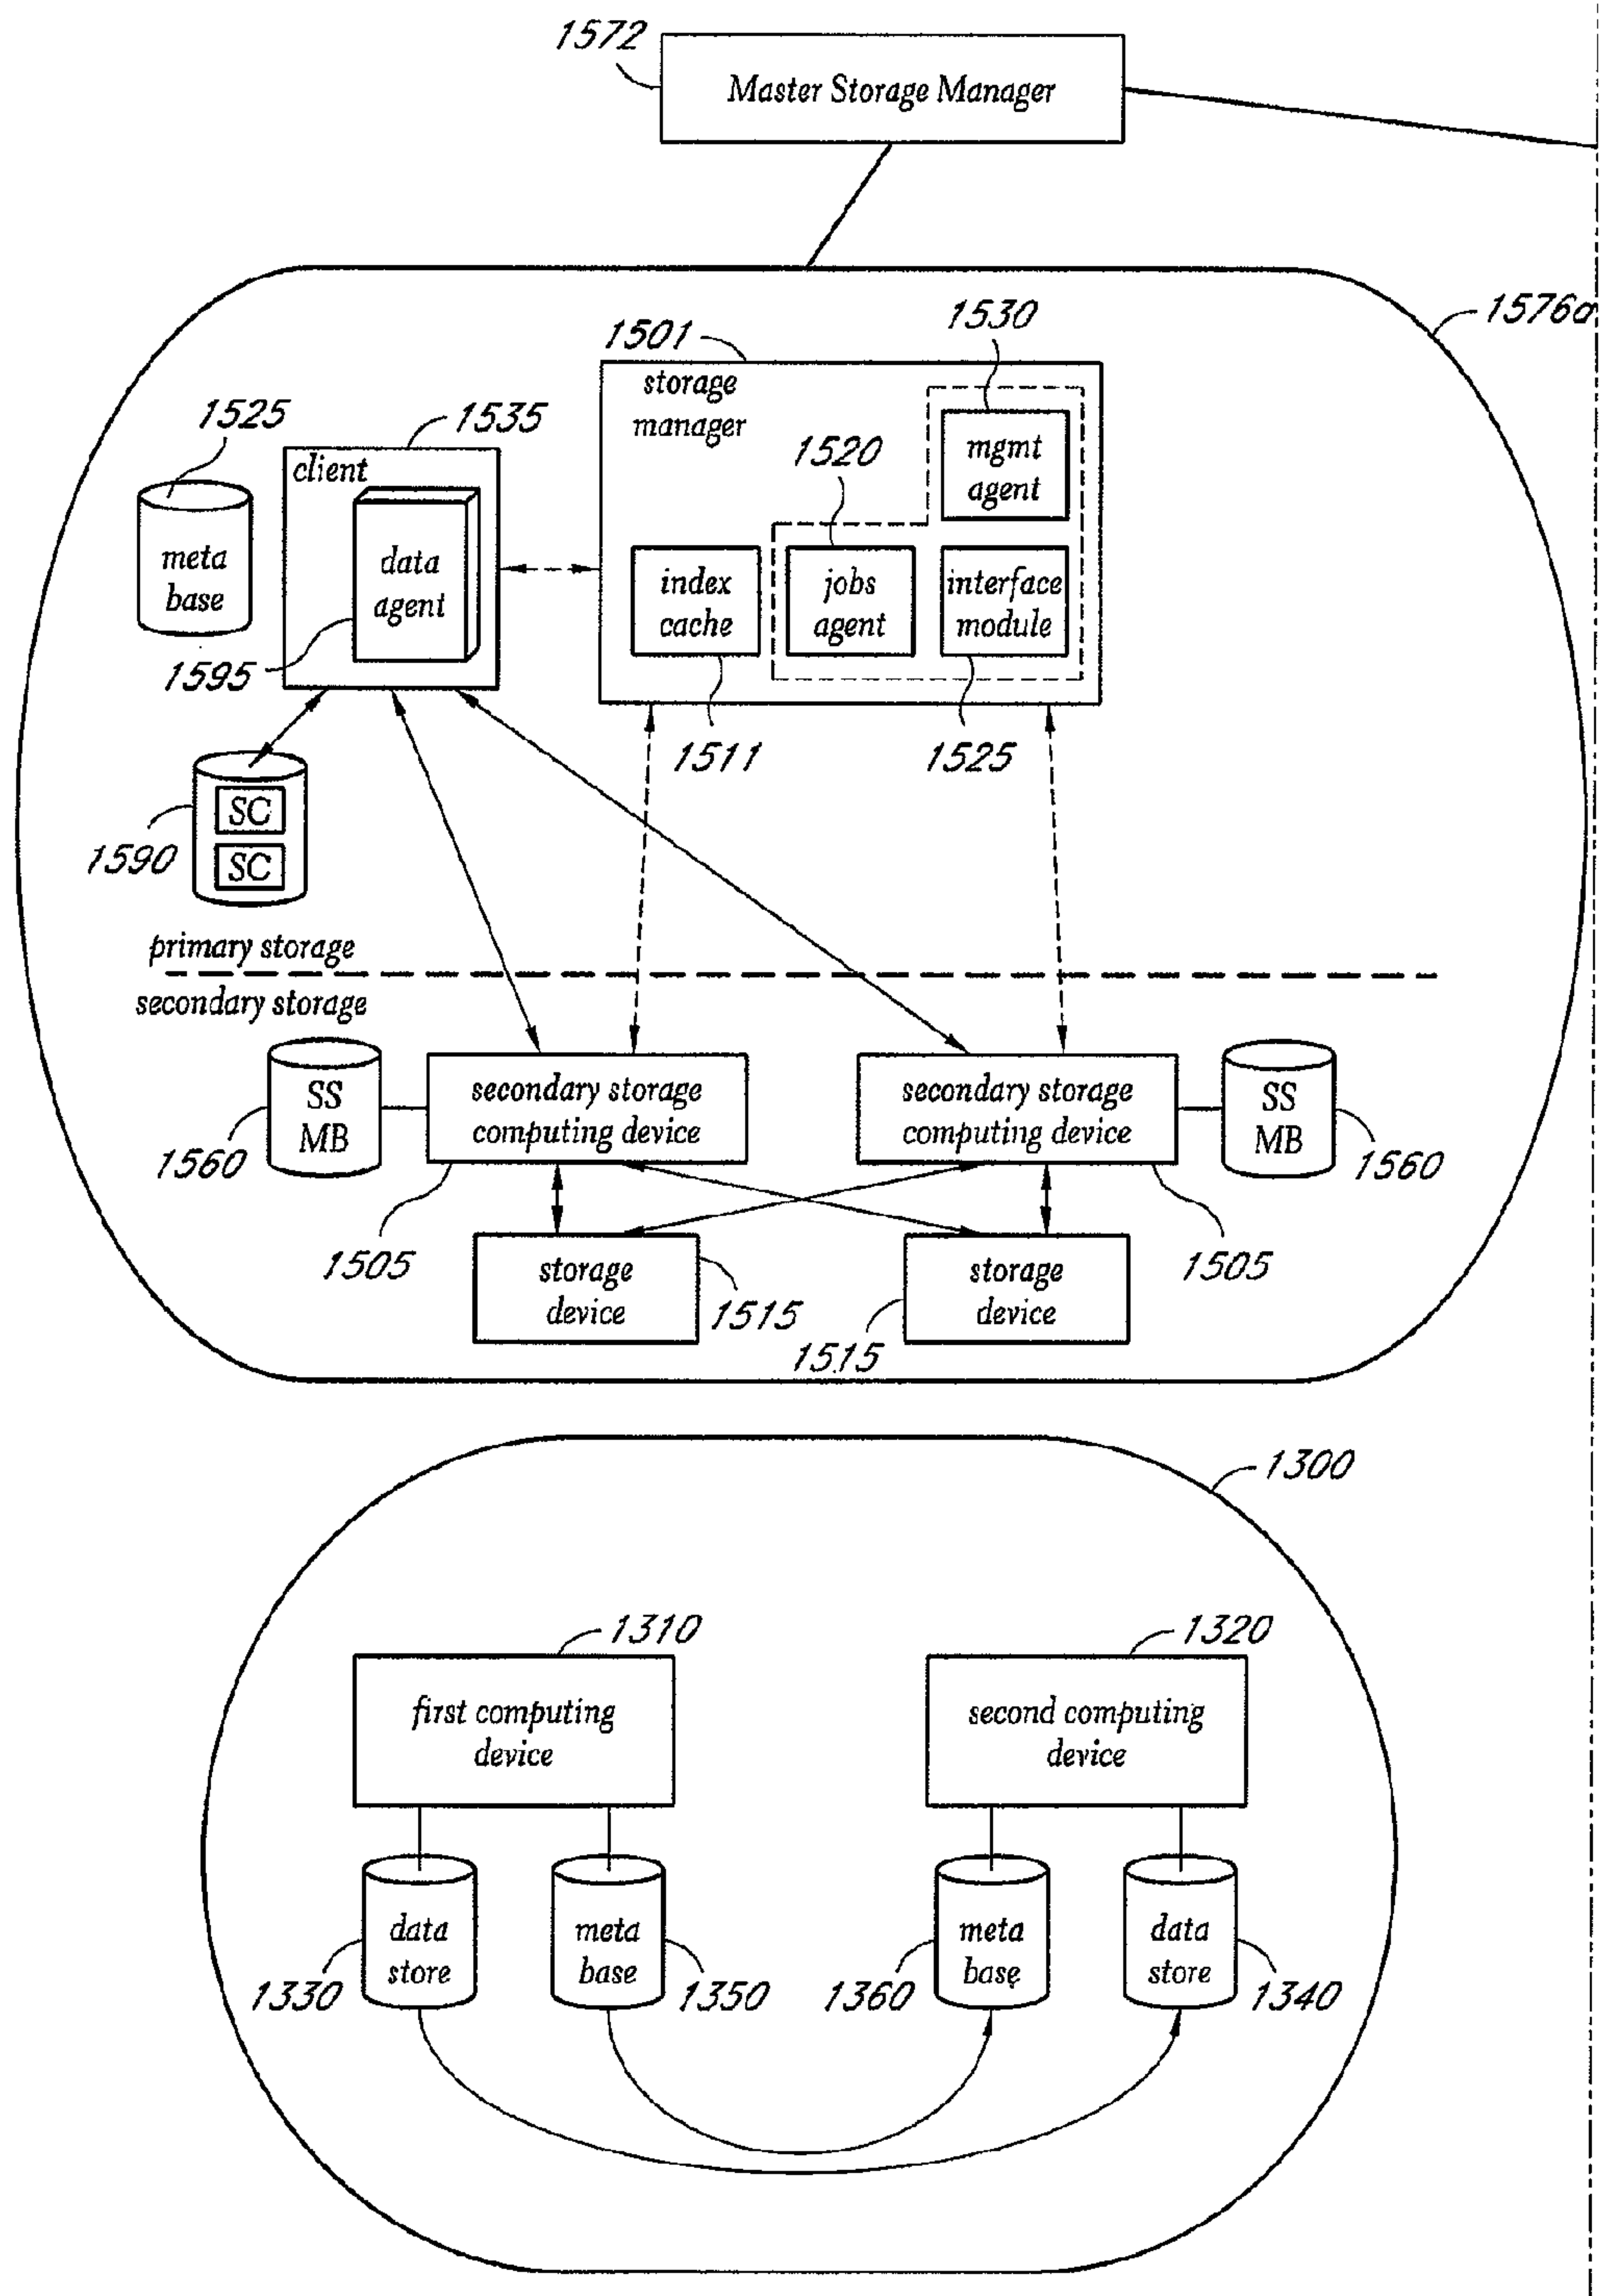 1572
Master Storage Manager
1576a
1530
1501
storage
manager
1525
1535
1520
mgmt
agent
client
meta
base
data
agent
index
cache
jobs
agent
interface
module
1595
1511
1525
SC
SC
1590
primary storage
secondary storage
SS
MB
secondary storage
computing device
secondary storage
computing device
SS
MB
1560
1560
1505
storage
device
1515
storage
device
1505
1515
1300
1310
1320
first computing
device
second computing
device
data
store
meta
base
meta
base
data
store
1330
1350
1360
1340